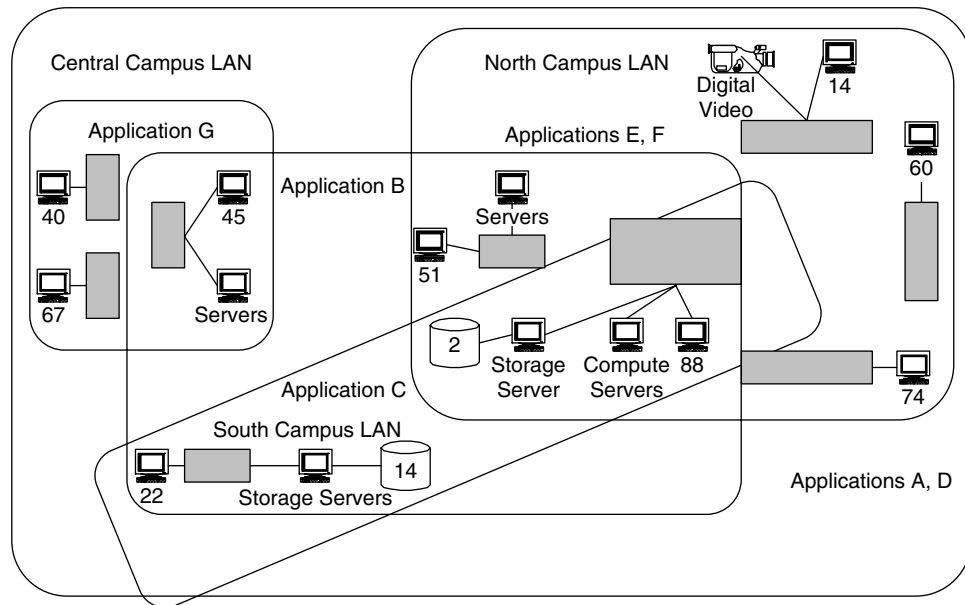 Central Campus LAN
North Campus LAN
Digital
Video
14
Application G
Applications E, F
60
40
45
Application B
Servers
51
67
Servers
2
Storage
Server
Compute
Servers
88
74
Application C
South Campus LAN
22
Storage Servers
14
Applications A, D